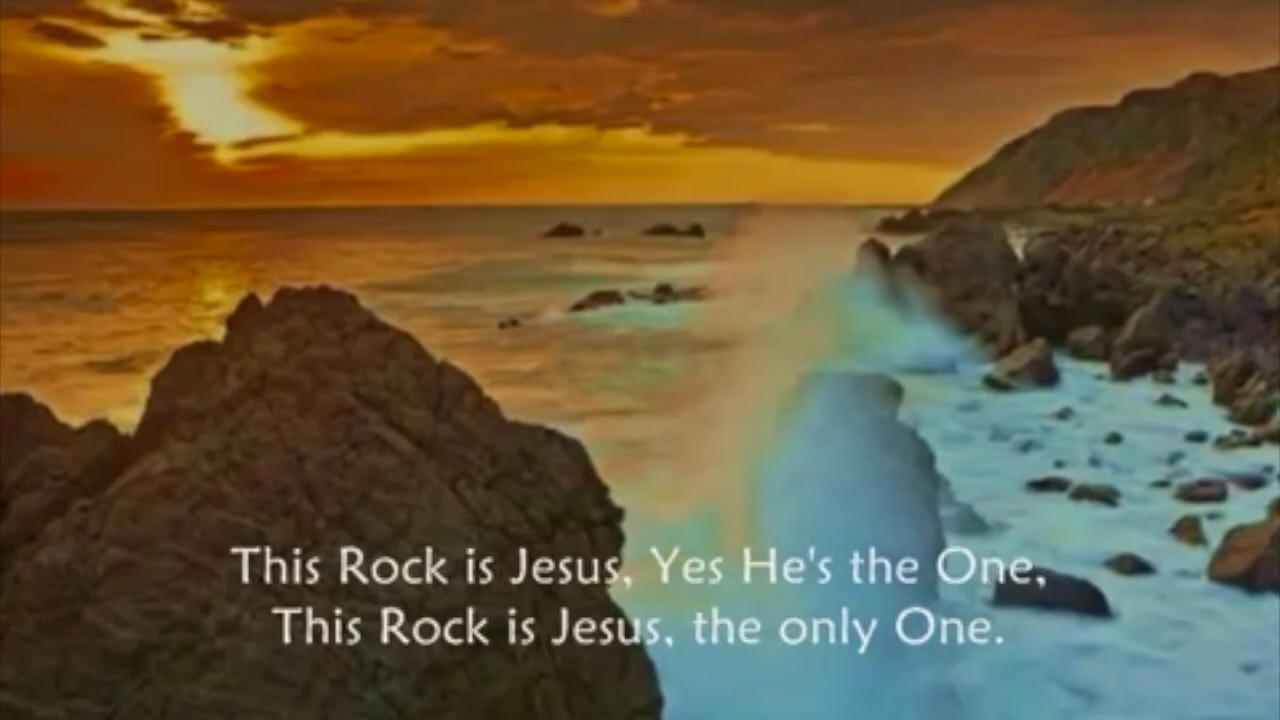 This Rock is Jesus, Yes He's the One,
This Rock is Jesus, the only One.